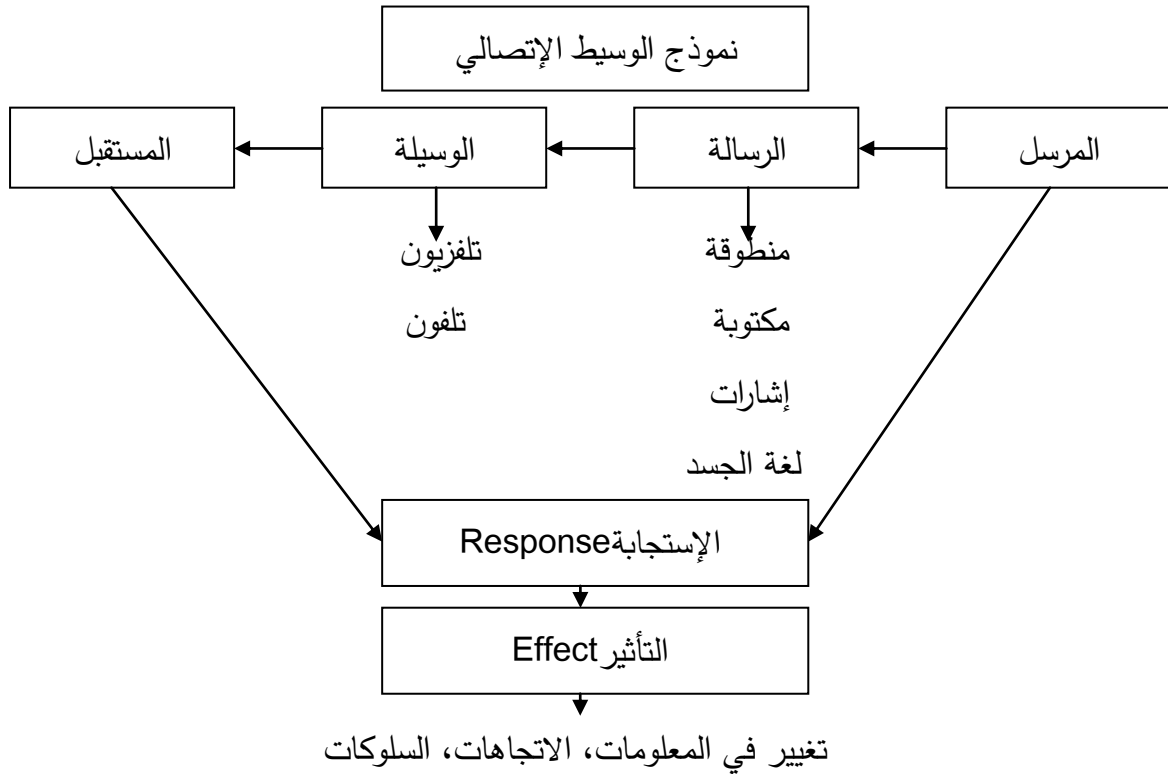 نموذج الوسيط الإتصالي
المرسل الرسالة الوسيلة المستقبل
منطوقة تلفزيون
مكتوبة تلفون
إشارات
لغة الجسد
الإستجابةResponse
التأثيرEffect
تغيير في المعلومات، الاتجاهات، السلوكات